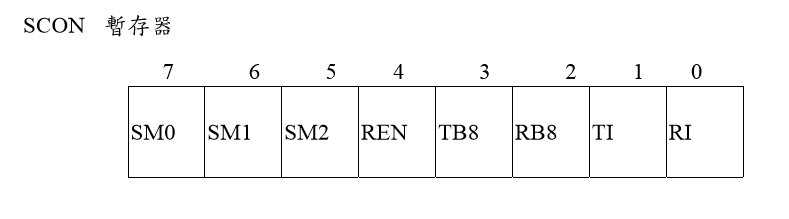 SCON 暫存器
7 6 5 4 3 2 1 0
SM0 SM1 SM2 REN TB8 RB8 TI RI